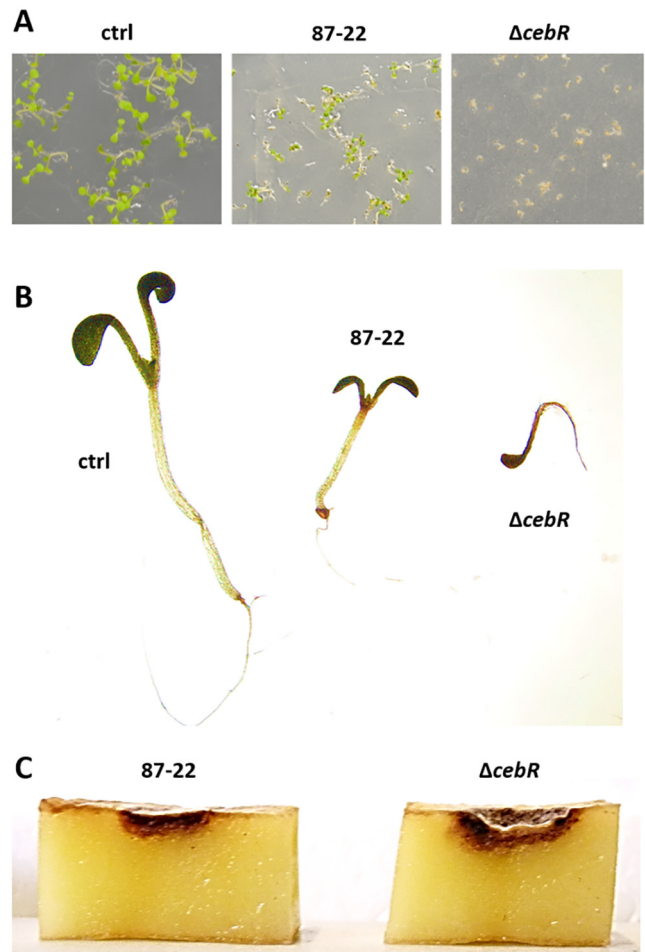 A
ctrl 87-22 ΔcebR
B
87-22
ctrl
ΔcebR
C
87-22 ΔcebR